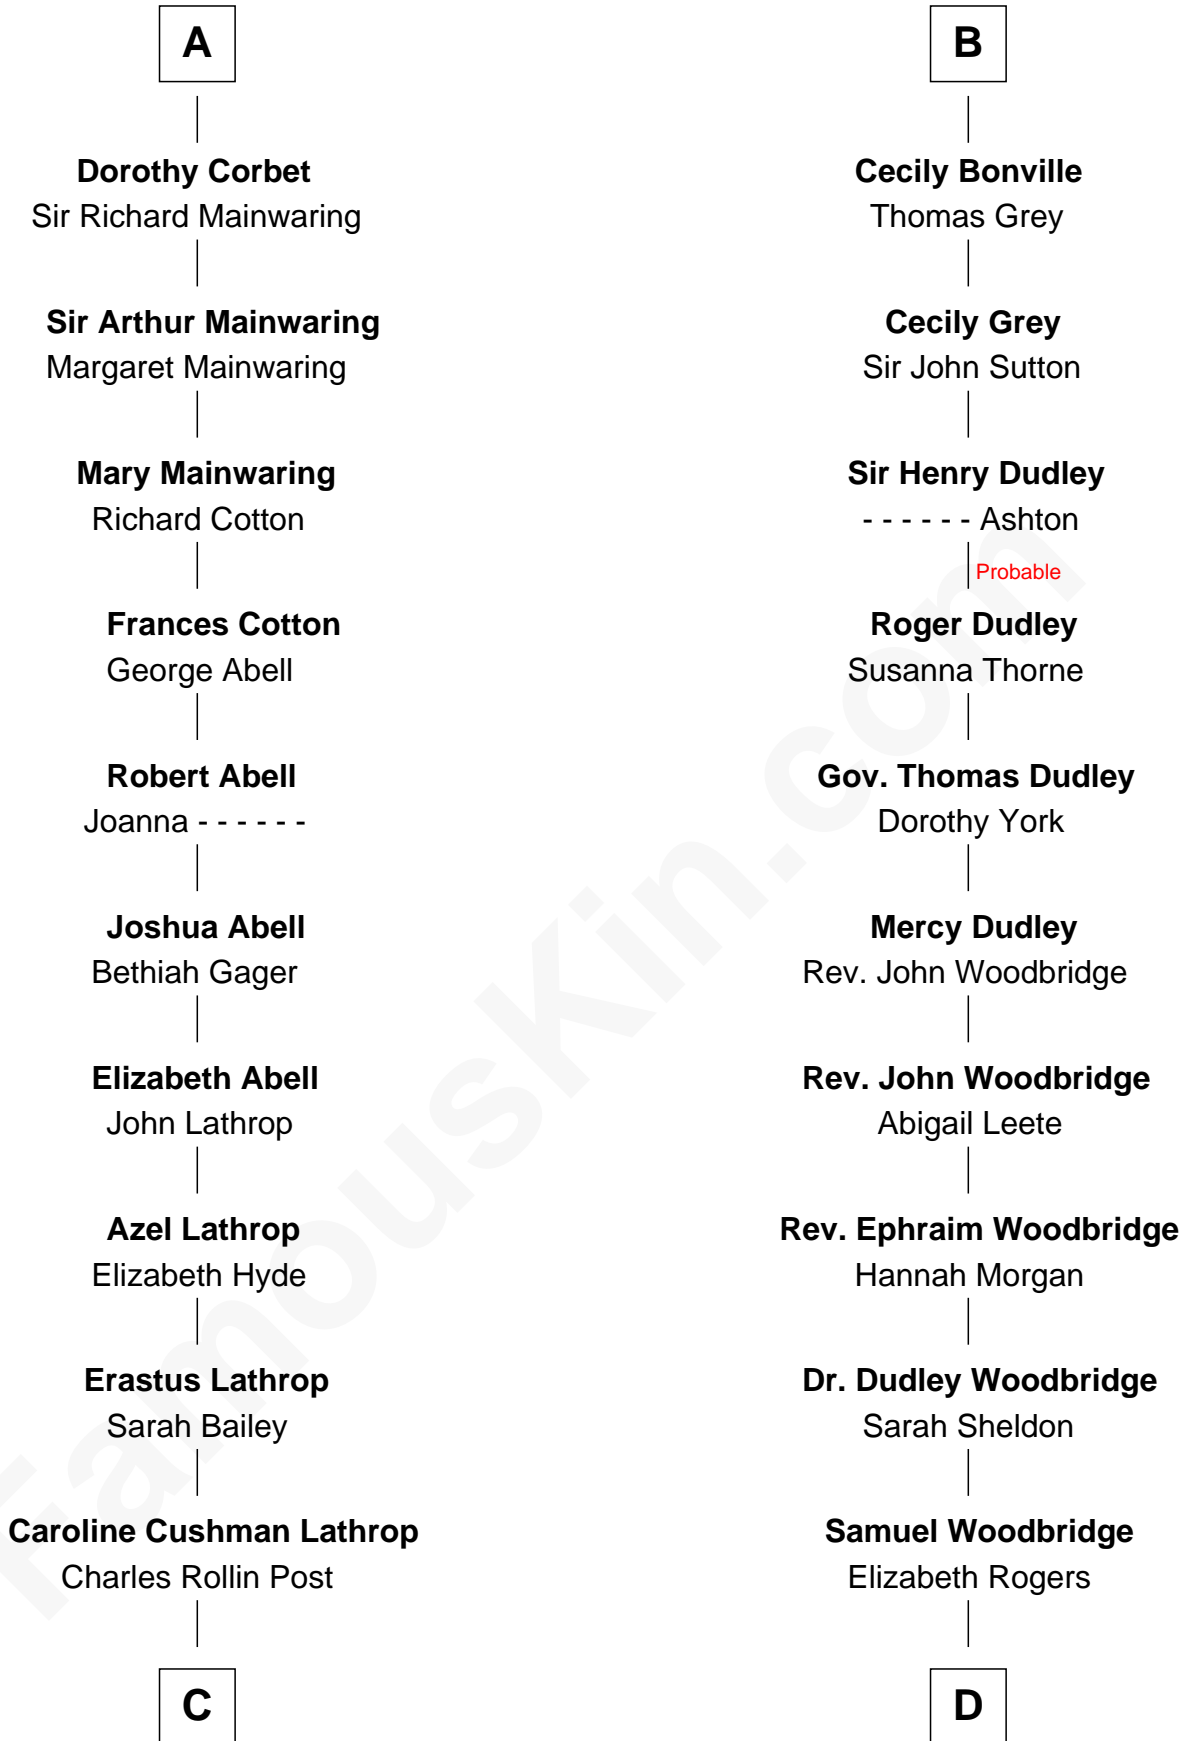 A
Dorothy Corbet
Sir Richard Mainwaring
Sir Arthur Mainwaring
Margaret Mainwaring
Mary Mainwaring
Richard Cotton
Frances Cotton
George Abell
Robert Abell
Joanna - - - - - -
Joshua Abell
Bethiah Gager
Elizabeth Abell
John Lathrop
Azel Lathrop
Elizabeth Hyde
Erastus Lathrop
Sarah Bailey
Caroline Cushman Lathrop
Charles Rollin Post
C
B
Cecily Bonville
Thomas Grey
Cecily Grey
Sir John Sutton
Sir Henry Dudley
- - - - - - Ashton
Probable
Roger Dudley
Susanna Thorne
Gov. Thomas Dudley
Dorothy York
Mercy Dudley
Rev. John Woodbridge
Rev. John Woodbridge
Abigail Leete
Rev. Ephraim Woodbridge
Hannah Morgan
Dr. Dudley Woodbridge
Sarah Sheldon
Samuel Woodbridge
Elizabeth Rogers
D
FamousKin.com